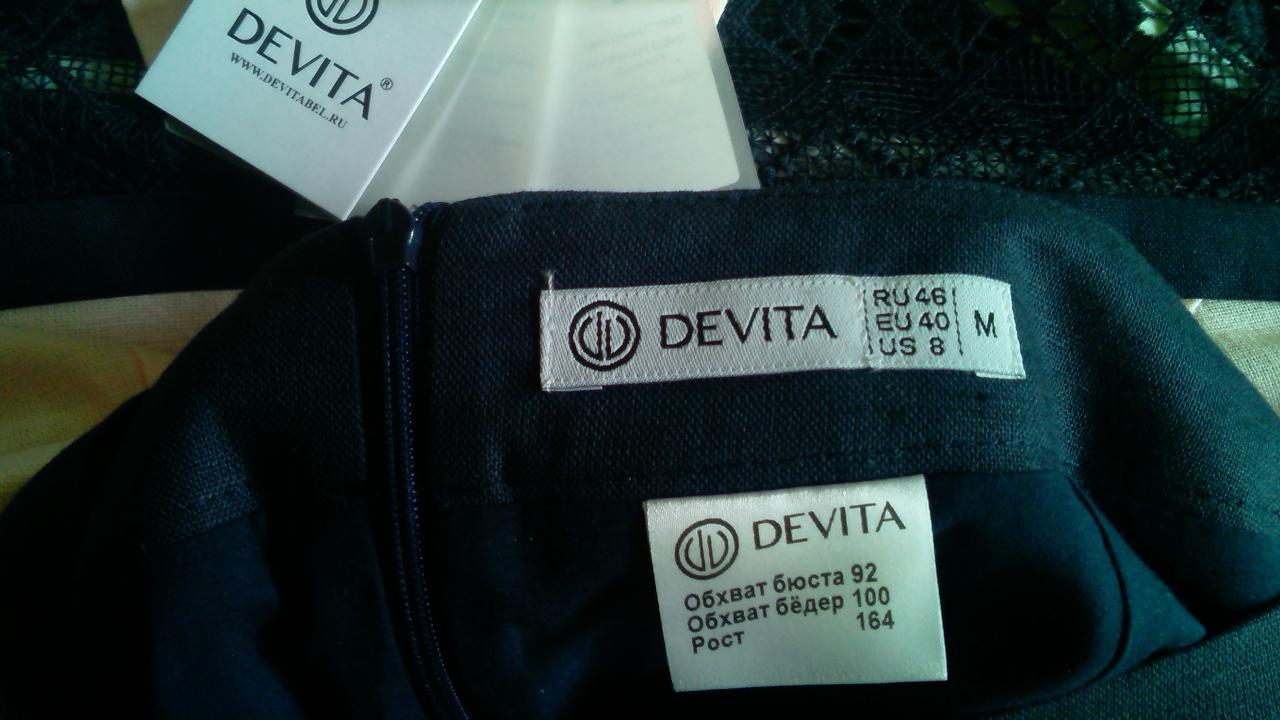 DEVITA®
WWW.DEVITABEL.RU
DEVITA
RU 46
EU 40
US 8
M
DEVITA
Обхват бюста 92
Обхват бёдер 100
Рост 164